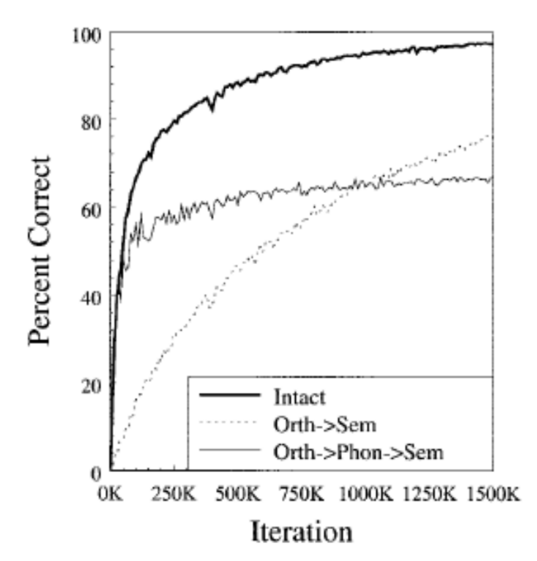 100
80
60
40
20
0
Percent Correct
Intact
Orth->Sem
Orth->Phon->Sem
0K 250K 500K 750K 1000K 1250K 1500K
Iteration